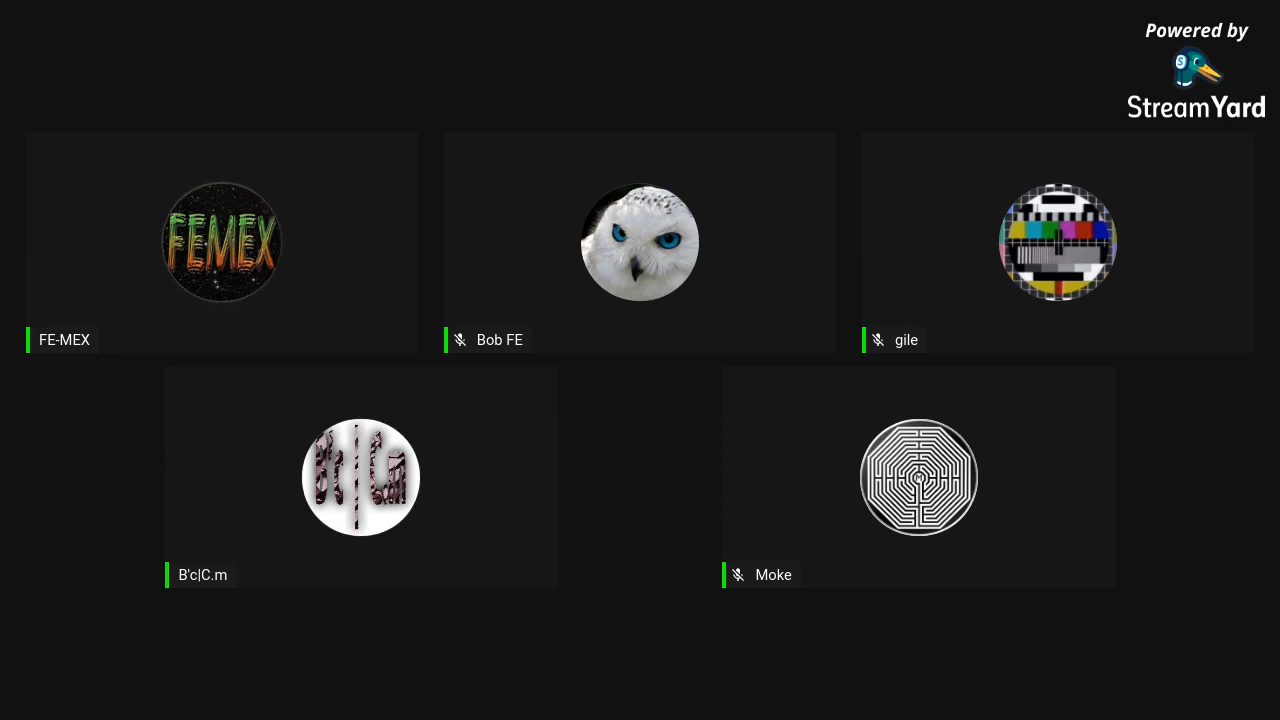 Powered by
StreamYard
FEMEX
FE-MEX
Bob FE
gile
B'c|C.m
B'c|C.m
Moke